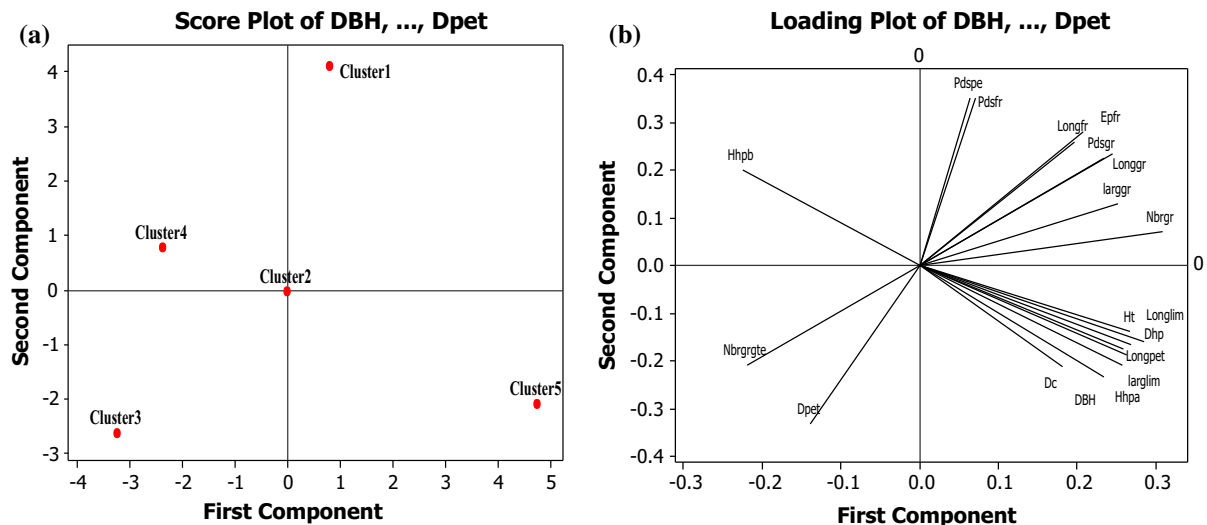 (a)
Score Plot of DBH, ..., Dpet
4
3
2
1
0
-1
-2
-3
-4
-3
-2
-1
0
1
2
3
4
5
Second Component
First Component
Cluster1
Cluster4
Cluster2
Cluster5
Cluster3
(b)
Loading Plot of DBH, ..., Dpet
0
0.4
0.3
0.2
0.1
0.0
-0.1
-0.2
-0.3
-0.4
-0.3
-0.2
-0.1
0.0
0.1
0.2
0.3
0
Second Component
First Component
Pdspe
Pdsfr
Epfr
Longfr
Pdsgr
Hhpb
Longgr
larggr
Nbrgr
Ht
Longlim
Dhp
Longpet
Nbrgrgte
Dc
larglim
DBH
Hhpa
Dpet